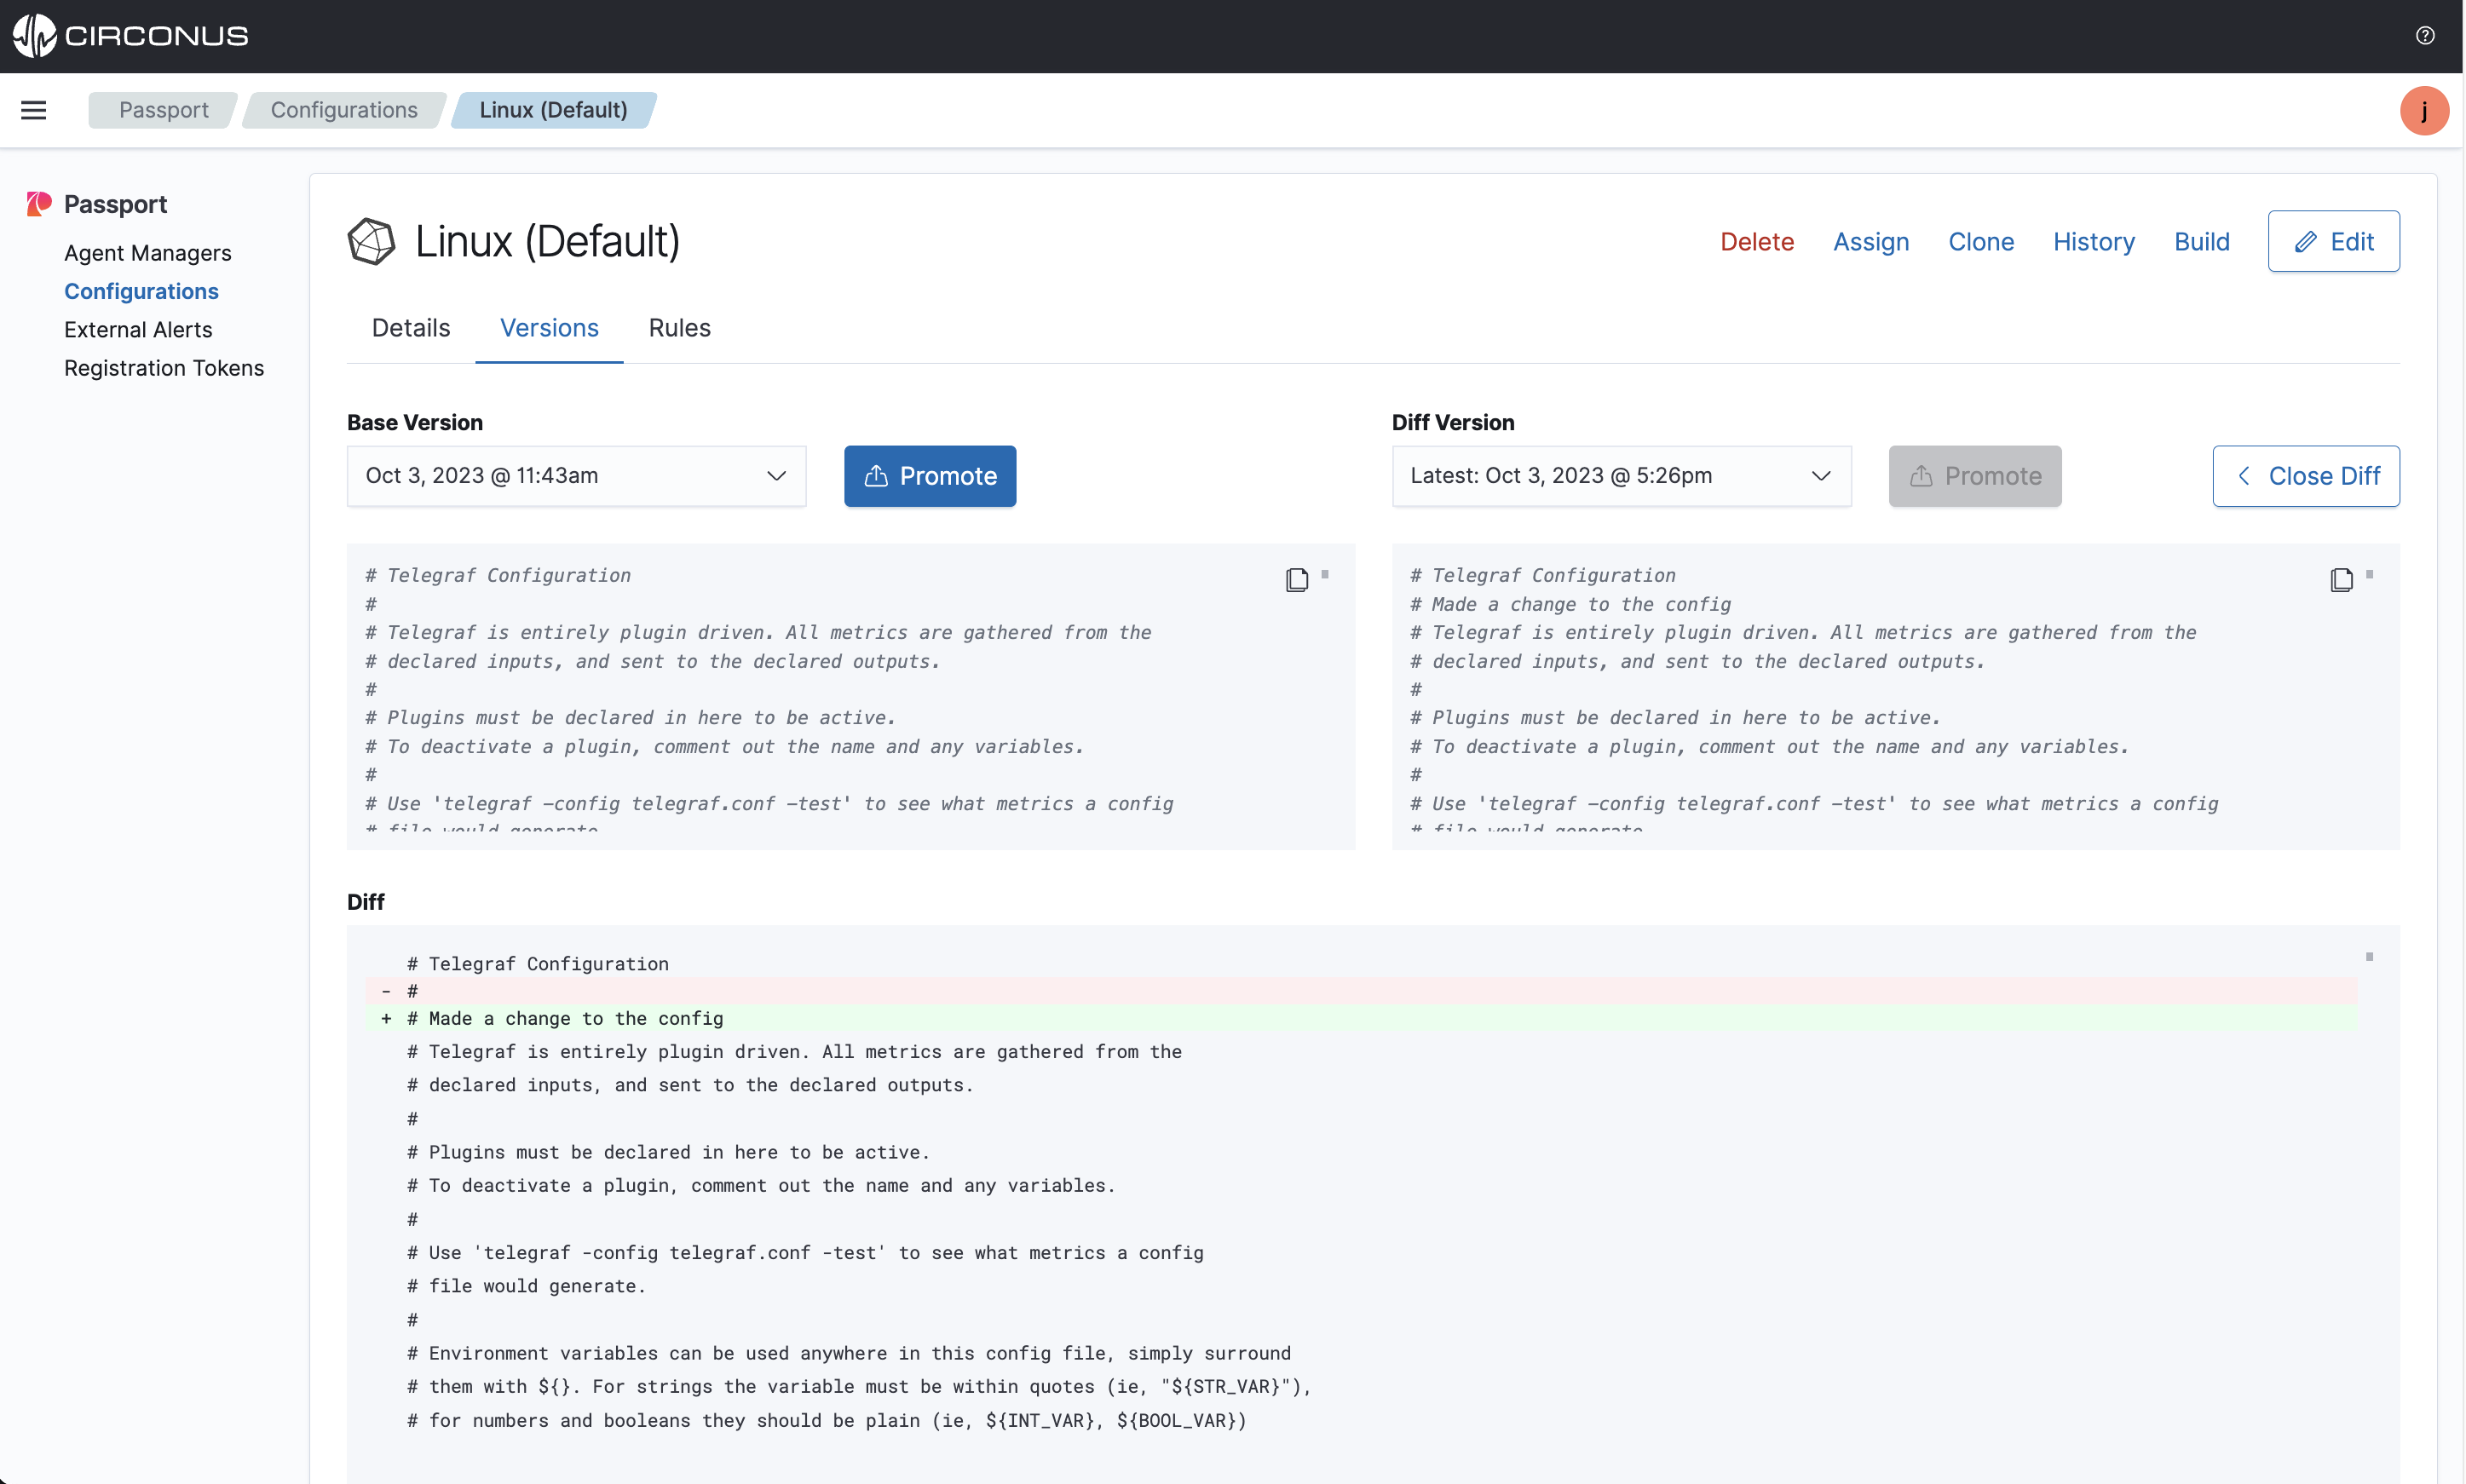 CIRCONUS
Passport
Configurations
Linux (Default)
j
Passport
Agent Managers
Configurations
External Alerts
Registration Tokens
Linux (Default)
Delete
Assign
Clone
History
Build
Edit
Details
Versions
Rules
Base Version
Oct 3, 2023 @ 11:43am
Promote
Diff Version
Latest: Oct 3, 2023 @ 5:26pm
Promote
Close Diff
# Telegraf Configuration
#
# Telegraf is entirely plugin driven. All metrics are gathered from the
# declared inputs, and sent to the declared outputs.
#
# Plugins must be declared in here to be active.
# To deactivate a plugin, comment out the name and any variables.
#
# Use 'telegraf -config telegraf.conf -test' to see what metrics a config
# file would generate
# Telegraf Configuration
# Made a change to the config
# Telegraf is entirely plugin driven. All metrics are gathered from the
# declared inputs, and sent to the declared outputs.
#
# Plugins must be declared in here to be active.
# To deactivate a plugin, comment out the name and any variables.
#
# Use 'telegraf -config telegraf.conf -test' to see what metrics a config
# file would generate
Diff
# Telegraf Configuration
- #
+ # Made a change to the config
# Telegraf is entirely plugin driven. All metrics are gathered from the
# declared inputs, and sent to the declared outputs.
#
# Plugins must be declared in here to be active.
# To deactivate a plugin, comment out the name and any variables.
#
# Use 'telegraf -config telegraf.conf -test' to see what metrics a config
# file would generate.
#
# Environment variables can be used anywhere in this config file, simply surround
# them with ${}. For strings the variable must be within quotes (ie, "${STR_VAR}"),
# for numbers and booleans they should be plain (ie, ${INT_VAR}, ${BOOL_VAR})